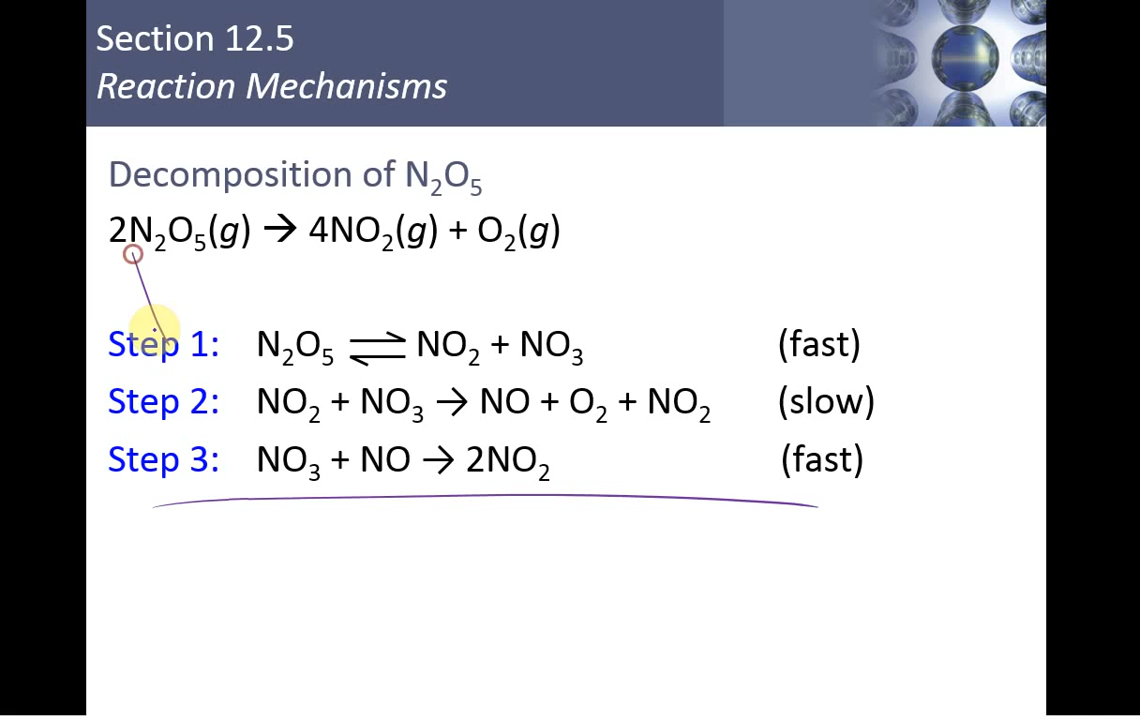 Section 12.5
Reaction Mechanisms
Decomposition of N₂O₅
2N₂O₅(g) → 4NO₂(g) + O₂(g)
Step 1: N₂O₅ ⇌ NO₂ + NO₃ (fast)
Step 2: NO₂ + NO₃ → NO + O₂ + NO₂ (slow)
Step 3: NO₃ + NO → 2NO₂ (fast)